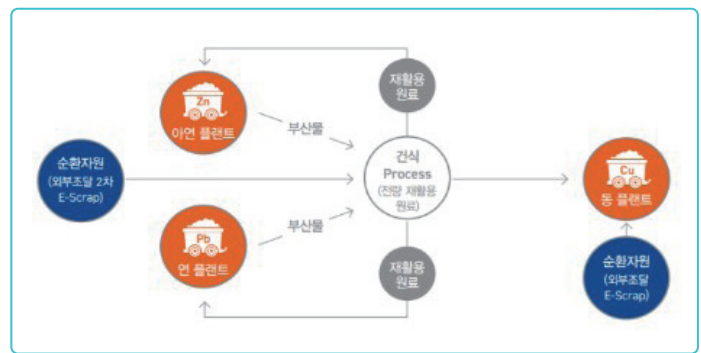 재활용
원료
Zn
아연 플랜트
부산물
순환자원
(외부조달 2차
E-Scrap)
건식
Process
(전량 재활용
원료)
Cu
동 플랜트
Pb
연 플랜트
부산물
재활용
원료
순환자원
(외부조달
E-Scrap)